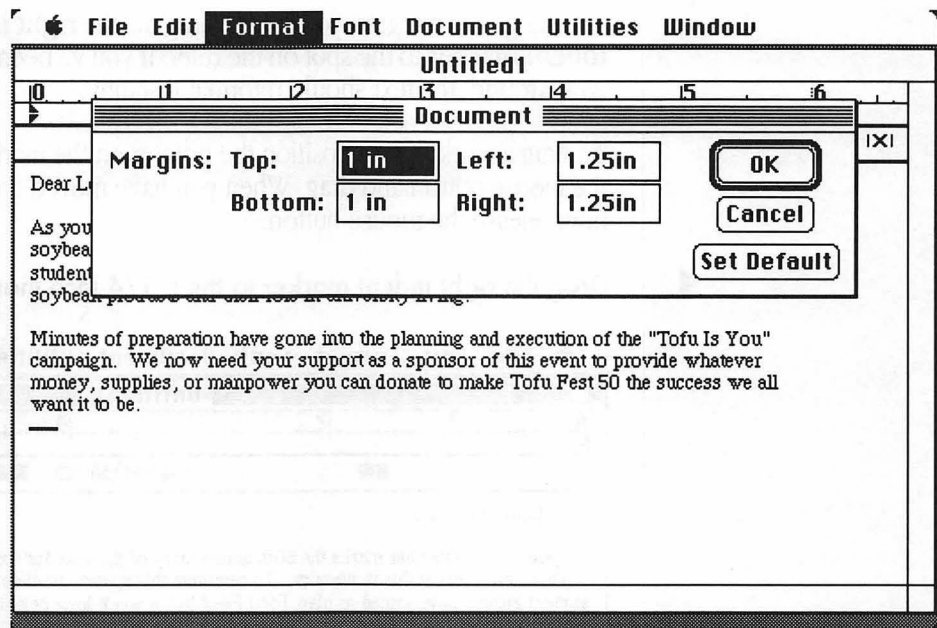 File Edit Format Font Document Utilities Window
Untitled1
0 1 2 3 4 5 6
Document
Margins: Top: 1 in Left: .25in
Bottom: 1 in Right: 1.25in
OK
Cancel
Set Default
Dear
As you
Minutes of preparation have gone into the planning and execution of the "Tofu Is You"
campaign. We now need your support as a sponsor of this event to provide whatever
money, supplies, or manpower you can donate to make Tofu Fest 50 the success we all
want it to be.